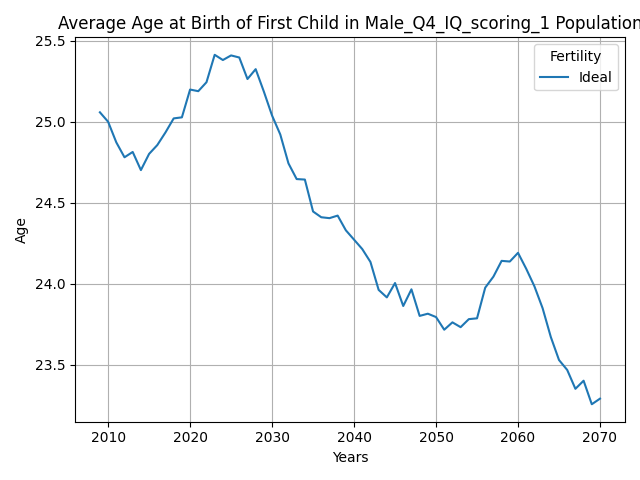 Average Age at Birth of First Child in Male_Q4_IQ_scoring_1 Population
Fertility
Ideal
25.5
25.0
24.5
24.0
23.5
Age
2010 2020 2030 2040 2050 2060 2070
Years